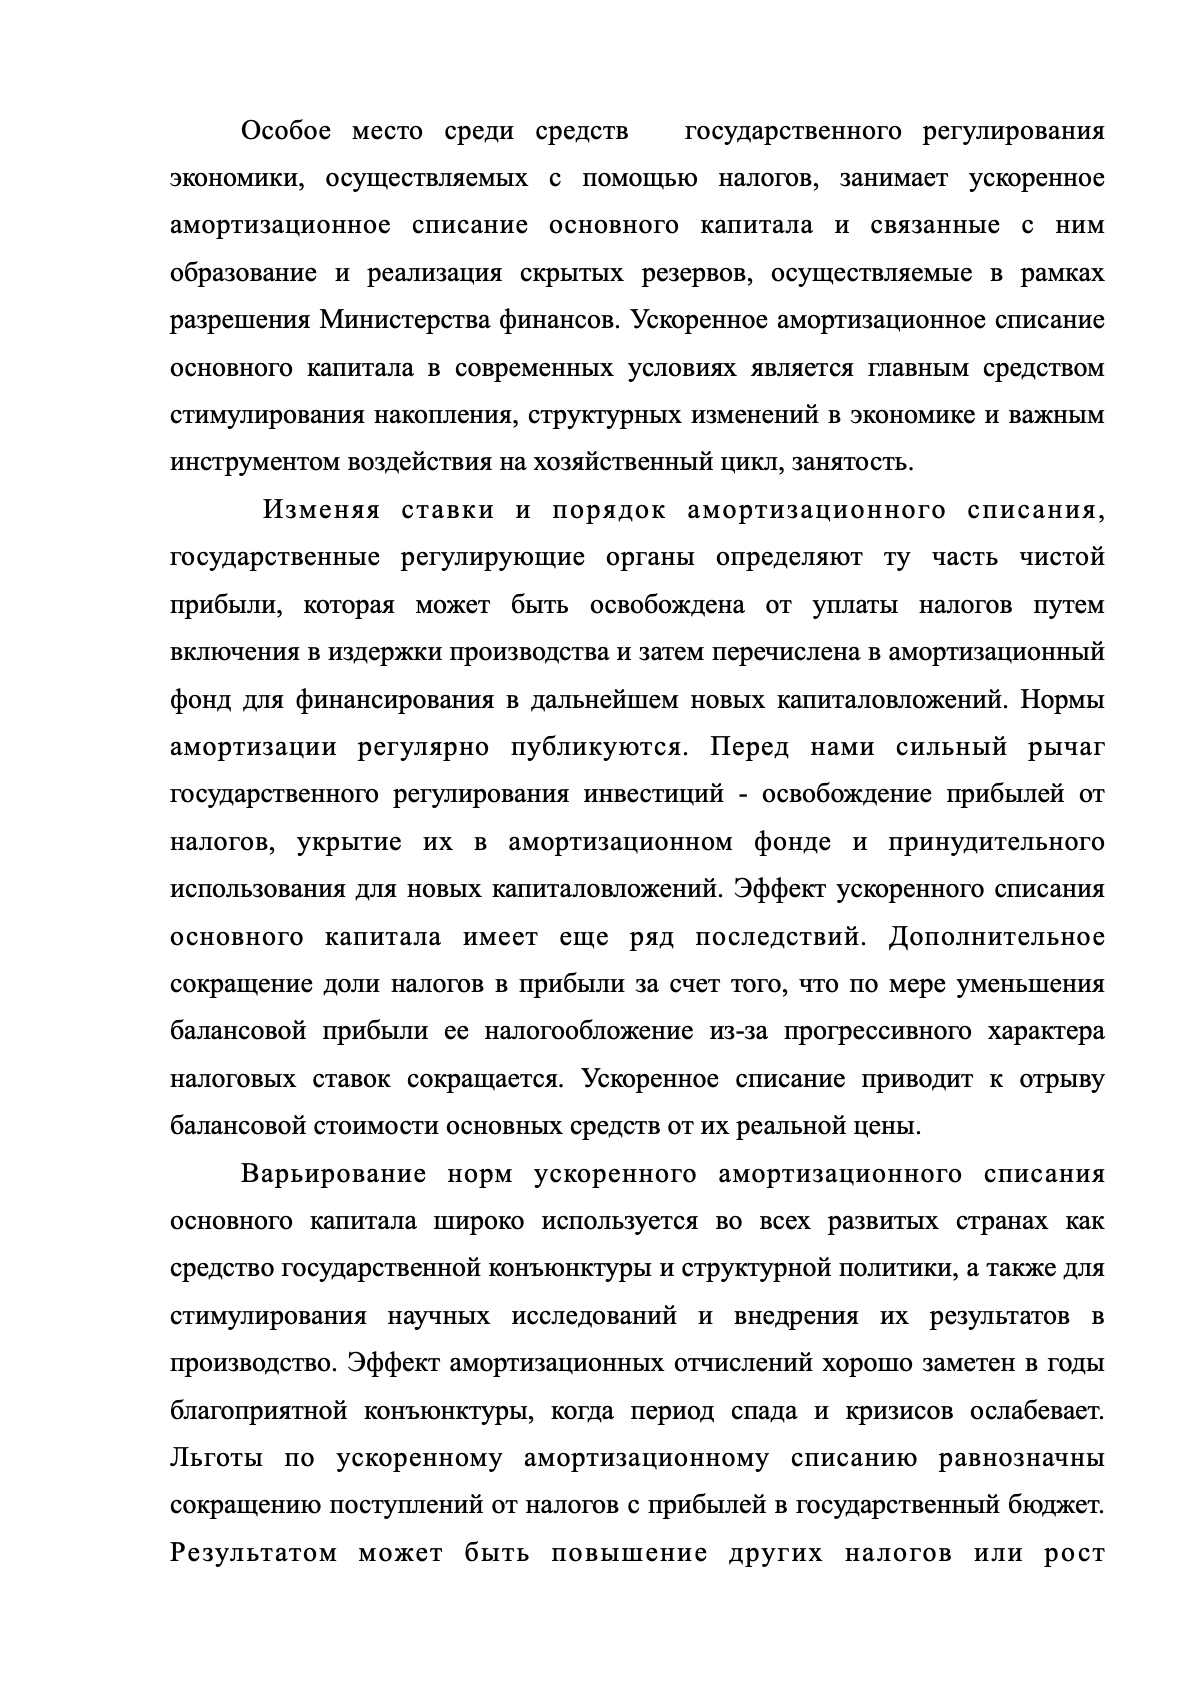 Особое место среди средств государственного регулирования
экономики, осуществляемых с помощью налогов, занимает ускоренное
амортизационное списание основного капитала и связанные с ним
образование и реализация скрытых резервов, осуществляемые в рамках
разрешения Министерства финансов. Ускоренное амортизационное списание
основного капитала в современных условиях является главным средством
стимулирования накопления, структурных изменений в экономике и важным
инструментом воздействия на хозяйственный цикл, занятость.
Изменяя ставки и порядок амортизационного списания,
государственные регулирующие органы определяют ту часть чистой
прибыли, которая может быть освобождена от уплаты налогов путем
включения в издержки производства и затем перечислена в амортизационный
фонд для финансирования в дальнейшем новых капиталовложений. Нормы
амортизации регулярно публикуются. Перед нами сильный рычаг
государственного регулирования инвестиций - освобождение прибылей от
налогов, укрытие их в амортизационном фонде и принудительного
использования для новых капиталовложений. Эффект ускоренного списания
основного капитала имеет еще ряд последствий. Дополнительное
сокращение доли налогов в прибыли за счет того, что по мере уменьшения
балансовой прибыли ее налогообложение из-за прогрессивного характера
налоговых ставок сокращается. Ускоренное списание приводит к отрыву
балансовой стоимости основных средств от их реальной цены.
Варьирование норм ускоренного амортизационного списания
основного капитала широко используется во всех развитых странах как
средство государственной конъюнктуры и структурной политики, а также для
стимулирования научных исследований и внедрения их результатов в
производство. Эффект амортизационных отчислений хорошо заметен в годы
благоприятной конъюнктуры, когда период спада и кризисов ослабевает.
Льготы по ускоренному амортизационному списанию равнозначны
сокращению поступлений от налогов с прибылей в государственный бюджет.
Результатом может быть повышение других налогов или рост